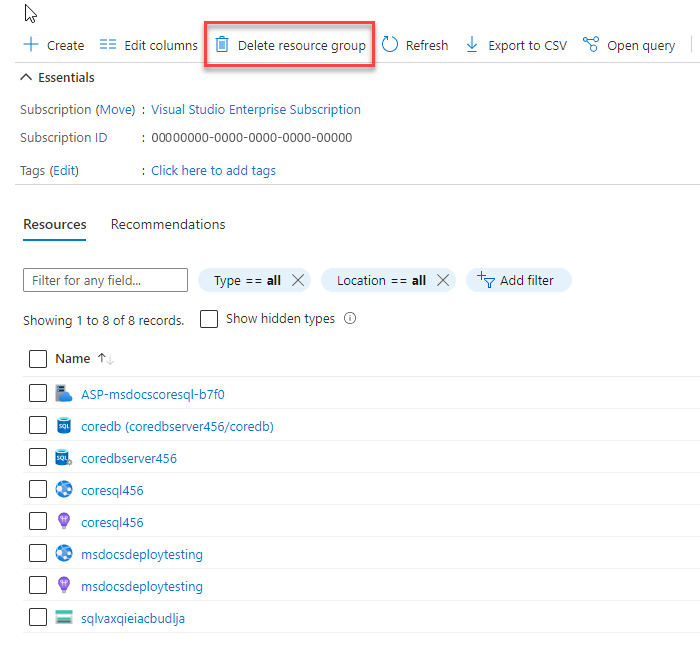 Create Edit columns Delete resource group Refresh Export to CSV Open query
Essentials
Subscription (Move) : Visual Studio Enterprise Subscription
Subscription ID : 00000000-0000-0000-0000-00000
Tags (Edit) : Click here to add tags
Resources Recommendations
Filter for any field... Type == all Location == all Add filter
Showing 1 to 8 of 8 records. Show hidden types
Name
ASP-msdocscoresql-b7f0
SQL coredb (coredbserver456/coredb)
SQL coredbserver456
coresql456
coresql456
msdocsdeploytesting
msdocsdeploytesting
sqlvaxqieiacbudlja